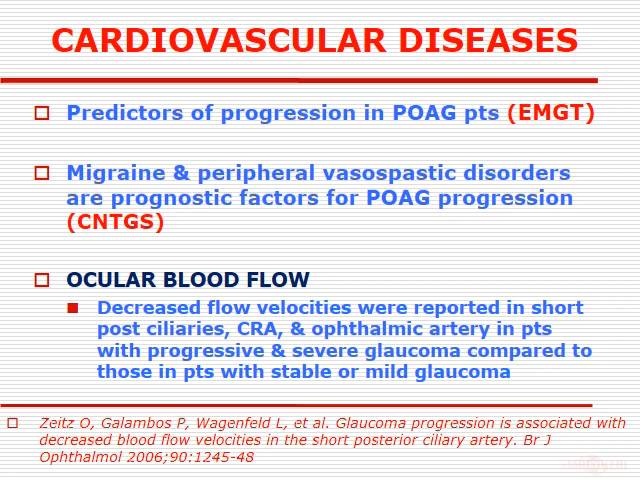 CARDIOVASCULAR DISEASES
Predictors of progression in POAG pts (EMGT)
Migraine & peripheral vasospastic disorders
are prognostic factors for POAG progression
(CNTGS)
OCULAR BLOOD FLOW
Decreased flow velocities were reported in short
post ciliaries, CRA, & ophthalmic artery in pts
with progressive & severe glaucoma compared to
those in pts with stable or mild glaucoma
Zeitz O, Galambos P, Wagenfeld L, et al. Glaucoma progression is associated with
decreased blood flow velocities in the short posterior ciliary artery. Br J
Ophthalmol 2006;90:1245-48